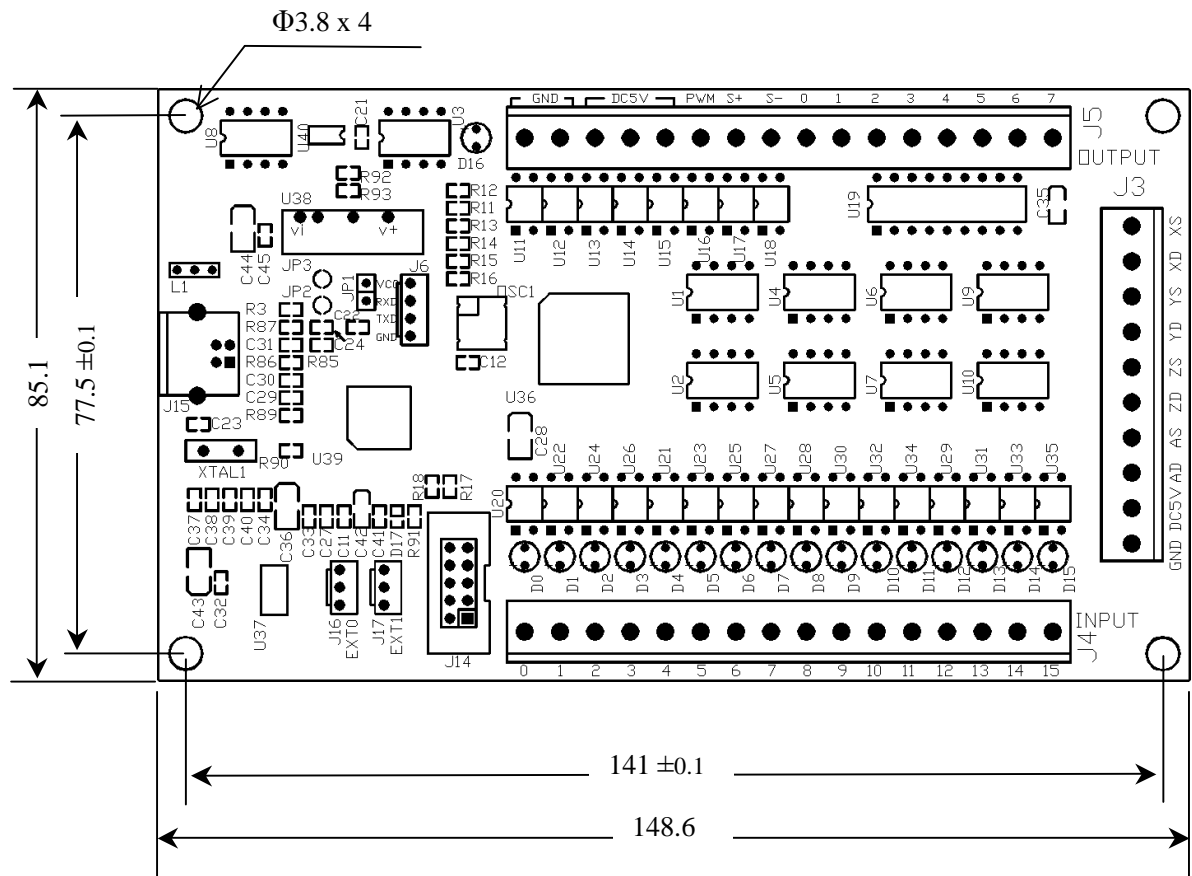 Φ3.8 x 4
GND DC5V PWM S+ S- 0 1 2 3 4 5 6 7
J5
OUTPUT
U8
U40
C21
U3
D16
R92
R93
U38
vi v+
C44
C45
L1
JP3
JP2
JP1
J6
VCC
RXD
TXD
GND
R12
R11
R13
R14
R15
R16
OSC1
C12
U11 U12 U13 U14 U15 U16 U17 U18
U19
C35
J3
XS
XD
YS
YD
ZS
ZD
AS
AD
DC5V
GND
U1 U4 U6 U9
U2 U5 U7 U10
R3
R87
C31
R86
C30
C29
R89
C22
C24
R85
J15
C23
XTAL1
R90
U39
U36
C28
85.1
77.5 ±0.1
U20 U22 U24 U26 U21 U23 U25 U27 U28 U30 U32 U34 U29 U31 U33 U35
R18
R17
C37 C38 C39 C40 C34 C36 C33 C27 C11 C42 C41 D17 R91
C43
C32
U37
J16
EXT0
J17
EXT1
J14
D0 D1 D2 D3 D4 D5 D6 D7 D8 D9 D10 D11 D12 D13 D14 D15
INPUT
J4
0 1 2 3 4 5 6 7 8 9 10 11 12 13 14 15
141 ±0.1
148.6